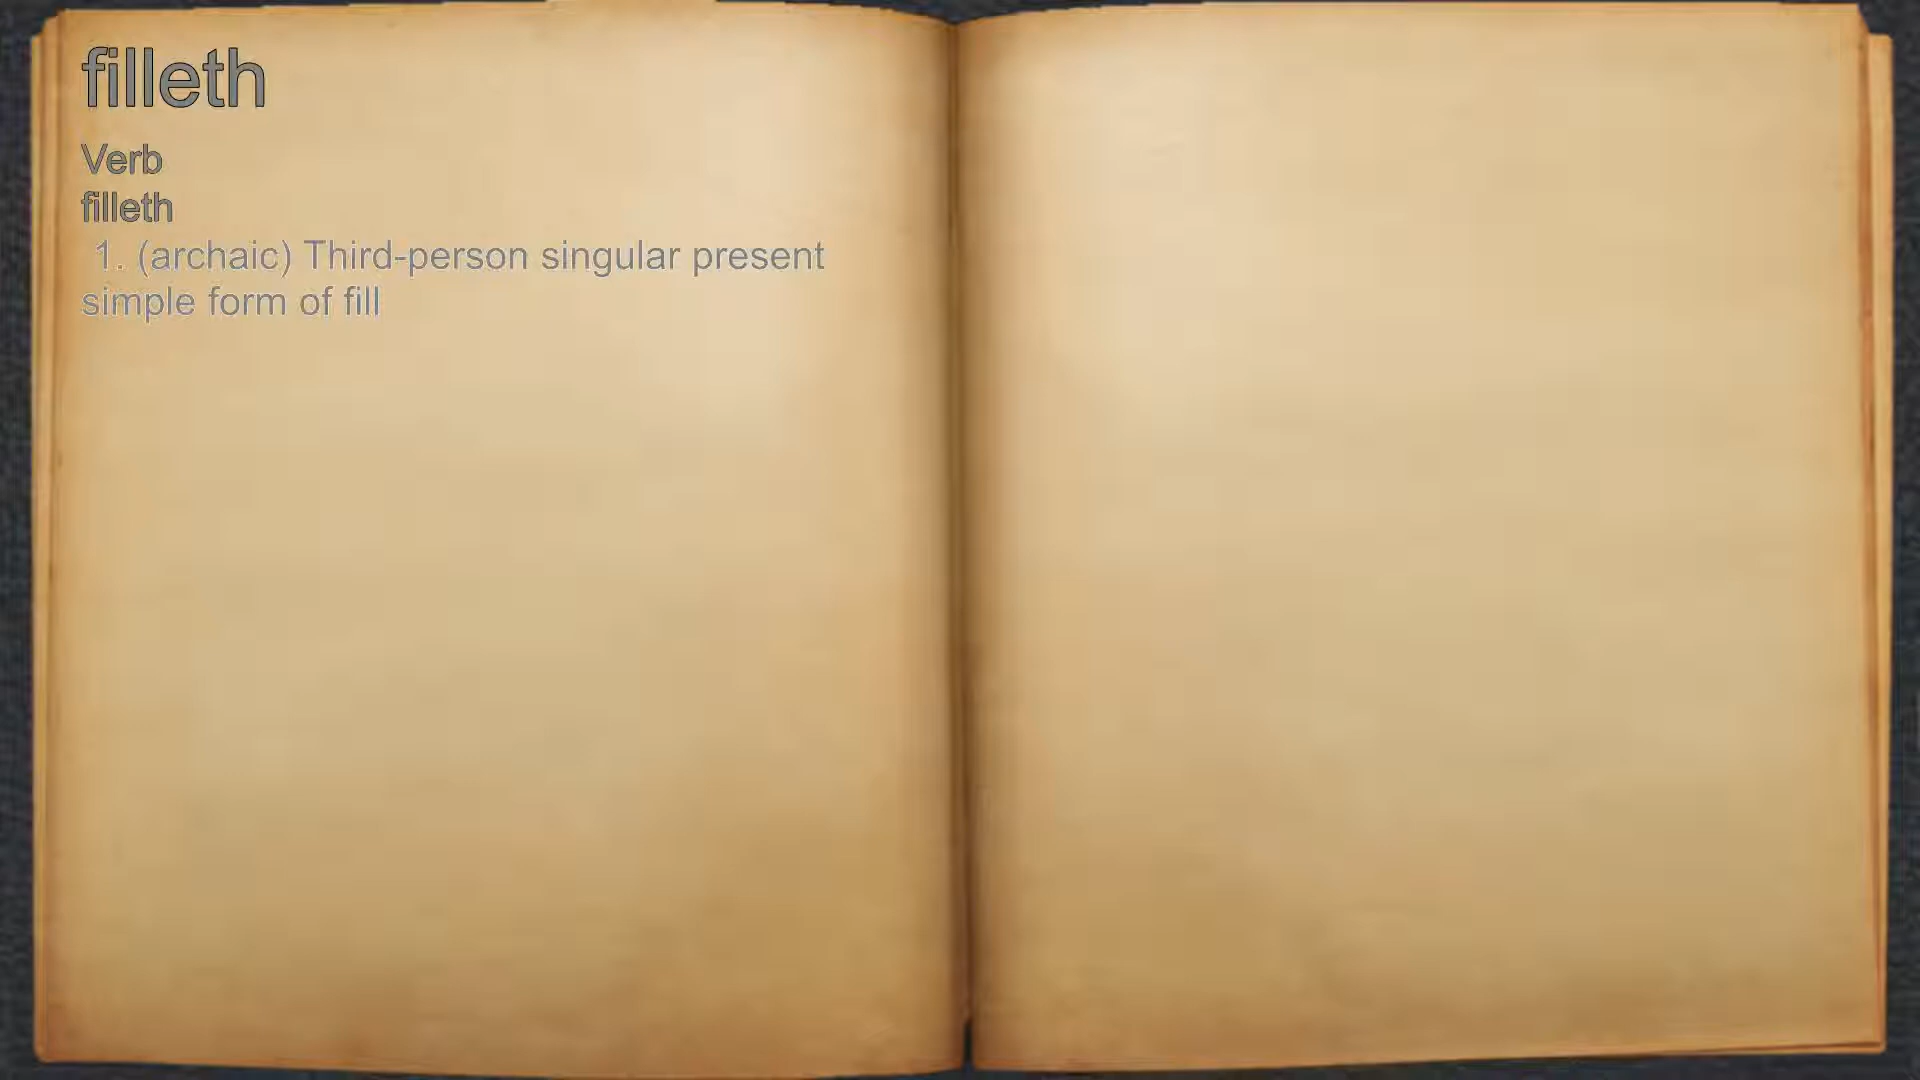 filleth
Verb
filleth
1. (archaic) Third-person singular present
simple form of fill